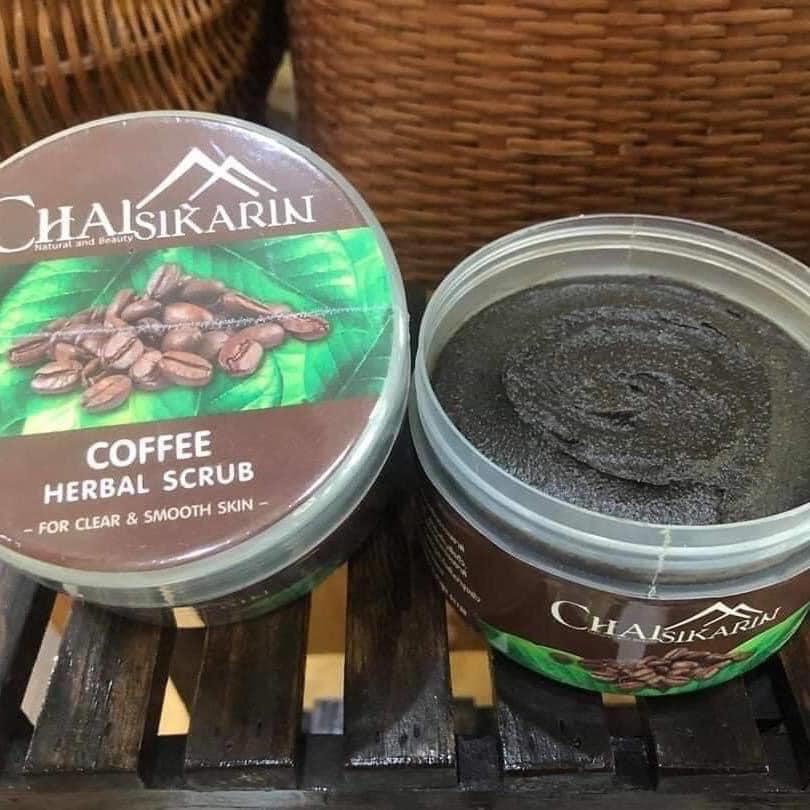 CHAISIKARIN
Natural and Beauty
COFFEE
HERBAL SCRUB
- FOR CLEAR & SMOOTH SKIN -
CHAISIKARIN